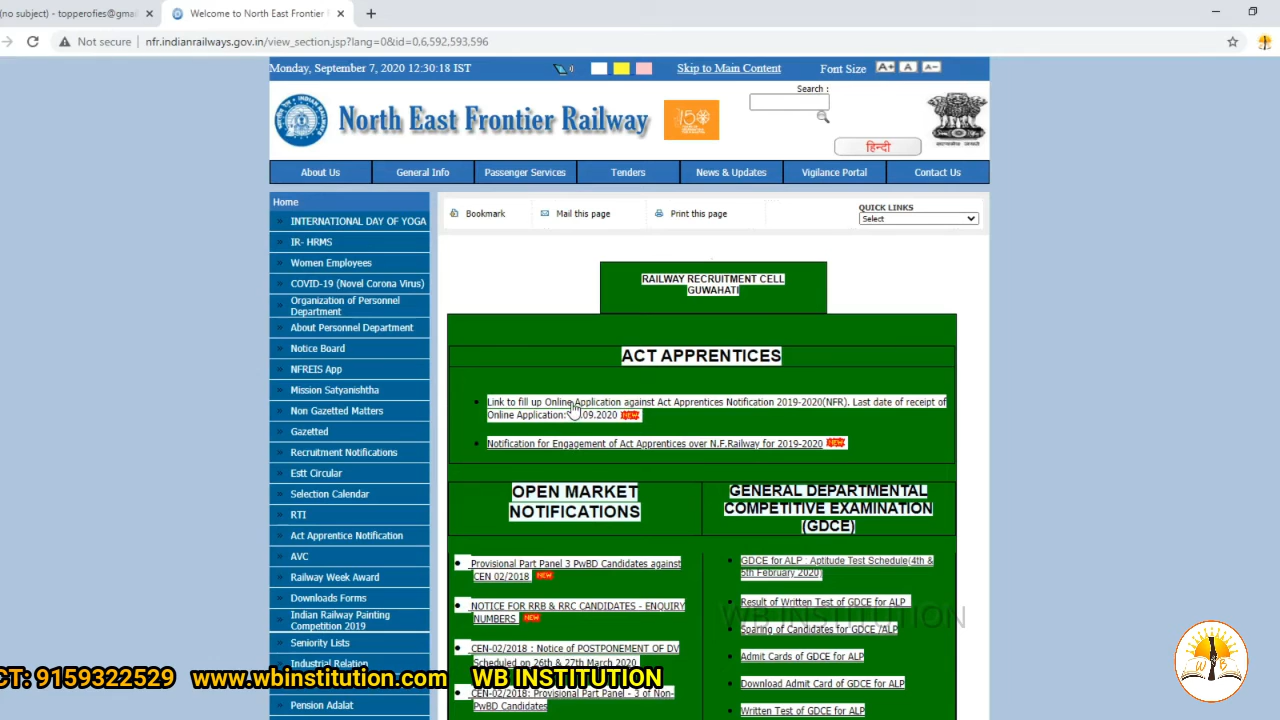 (no subject) - topperofies@gmail
Welcome to North East Frontier R
Not secure
nfr.indianrailways.gov.in/view_section.jsp?lang=0&id=0,6,592,593,596
Monday, September 7, 2020 12:30:18 IST
Skip to Main Content
Font Size A+ A A-
Search :
North East Frontier Railway
हिन्दी
About Us General Info Passenger Services Tenders News & Updates Vigilance Portal Contact Us
Home
INTERNATIONAL DAY OF YOGA
IR- HRMS
Women Employees
COVID-19 (Novel Corona Virus)
Organization of Personnel
Department
About Personnel Department
Notice Board
NFREIS App
Mission Satyanishtha
Non Gazetted Matters
Gazetted
Recruitment Notifications
Estt Circular
Selection Calendar
RTI
Act Apprentice Notification
AVC
Railway Week Award
Downloads Forms
Indian Railway Painting
Competition 2019
Seniority Lists
Industrial Relation
Pension Adalat
Bookmark Mail this page Print this page
QUICK LINKS
Select
RAILWAY RECRUITMENT CELL
GUWAHATI
ACT APPRENTICES
Link to fill up Online Application against Act Apprentices Notification 2019-2020(NFR). Last date of receipt of
Online Application: .09.2020 NEW
Notification for Engagement of Act Apprentices over N.F.Railway for 2019-2020 NEW
OPEN MARKET
NOTIFICATIONS
Provisional Part Panel 3 PwBD Candidates against
CEN 02/2018 NEW
NOTICE FOR RRB & RRC CANDIDATES - ENQUIRY
NUMBERS NEW
CEN-02/2018 : Notice of POSTPONEMENT OF DV
Scheduled on 26th & 27th March 2020
CEN-02/2018: Provisional Part Panel - 3 of Non-
PwBD Candidates
GENERAL DEPARTMENTAL
COMPETITIVE EXAMINATION
(GDCE)
GDCE for ALP : Aptitude Test Schedule(4th &
5th February 2020)
Result of Written Test of GDCE for ALP
Sparing of Candidates for GDCE /ALP
Admit Cards of GDCE for ALP
Download Admit Card of GDCE for ALP
Written Test of GDCE for ALP
WB INSTITUTION
CT: 9159322529 www.wbinstitution.com WB INSTITUTION